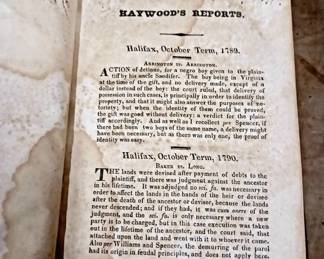 HAYWOOD'S REPORTS.
Halifax, October Term, 1789.
ARRINGTON vs. ARRINGTON.
ACTION of detinue, for a negro boy given to the plain-
tiff by his uncle Sandifer. The boy being in Virginia
at the time of the gift, and no delivery made, except of a
dollar instead of the boy: the court ruled, that delivery of
possession in such cases, is principally in order to identify the
property, and that it might also answer the purposes of no-
toriety; but when the identity of them could be proved,
the gift was good without delivery: a verdict for the plain-
tiff accordingly. And as well as I recollect per Spencer, if
there had been two boys of the same name, a delivery might
have been necessary, but as there was only one, the proof of
identity was easy.
Halifax, October Term, 1790.
BAKER vs. LONG.
THE lands were devised after payment of debts to the
plaintiff, and there was judgment against the ancestor
in his lifetime. It was adjudged no sci. fa. was necessary in
order to affect the lands in the hands of the heir or devisee
after the death of the ancestor or devisor, because the lands
never descended; and if they had, it was cum onere of the
judgment, and the sci. fa is only necessary where a new
party is to be charged, but in this case execution was taken
out in the lifetime of the ancestor, and the court said, that
attached upon the land and went with it to whoever it came.
Also per Williams and Spencer, the demurring of the parol
had its origin in feudal principles, and does not apply here.